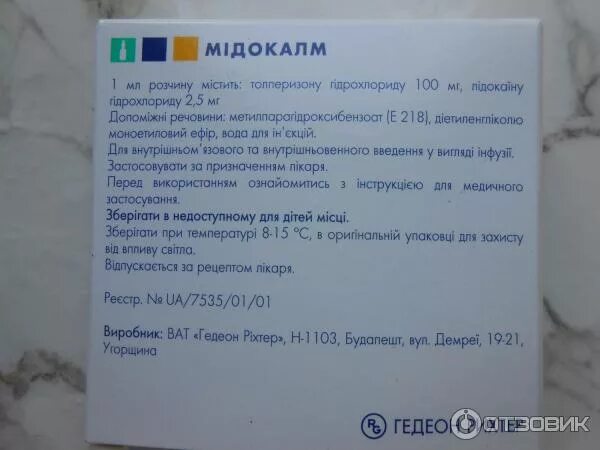 МІДОКАЛМ
1 мл розчину містить: толперизону гідрохлориду 100 мг, лідокаїну
гідрохлориду 2,5 мг
Допоміжні речовини: метилпарагідроксибензоат (Е 218), діетиленгліколю
моноетиловий ефір, вода для ін'єкцій.
Для внутрішньом'язового та внутрішньовенного введення у вигляді інфузії.
Застосовувати за призначенням лікаря.
Перед використанням ознайомитись з інструкцією для медичного
застосування.
Зберігати в недоступному для дітей місці.
Зберігати при температурі 8-15 °C, в оригінальній упаковці для захисту
від впливу світла.
Відпускається за рецептом лікаря.
Реєстр. № UA/7535/01/01
Виробник: ВАТ «Гедеон Ріхтер», Н-1103, Будапешт, вул. Демреї, 19-21,
Угорщина
RG ГЕДЕОН РІХТЕР
ОТЗОВИК